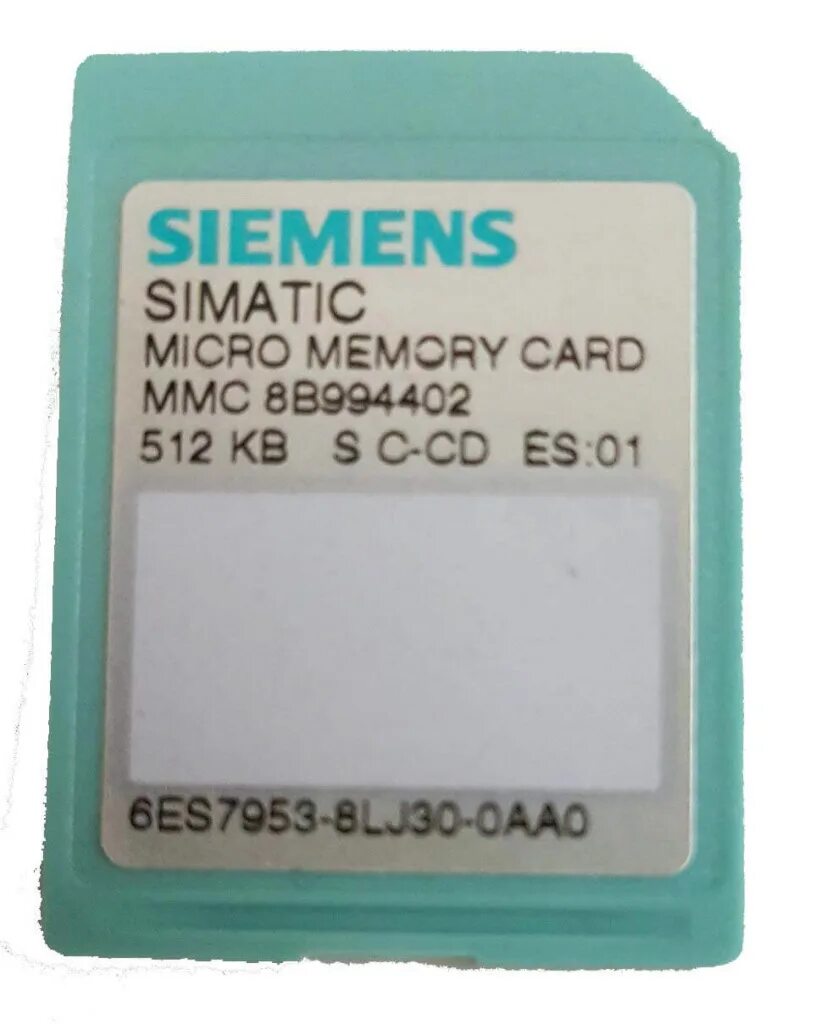 SIEMENS
SIMATIC
MICRO MEMORY CARD
MMC 8B994402
512 KB S C-CD ES:01
6ES7953-8LJ30-0AA0